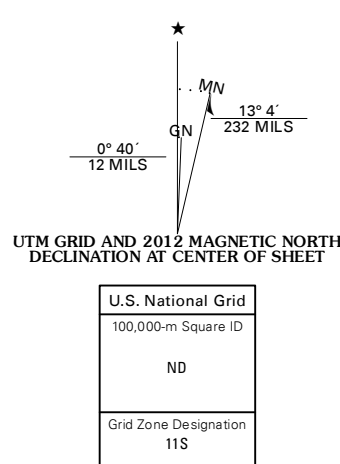 ★
MN
GN
13° 4´
232 MILS
0° 40´
12 MILS
UTM GRID AND 2012 MAGNETIC NORTH
DECLINATION AT CENTER OF SHEET
U.S. National Grid
100,000-m Square ID
ND
Grid Zone Designation
11S